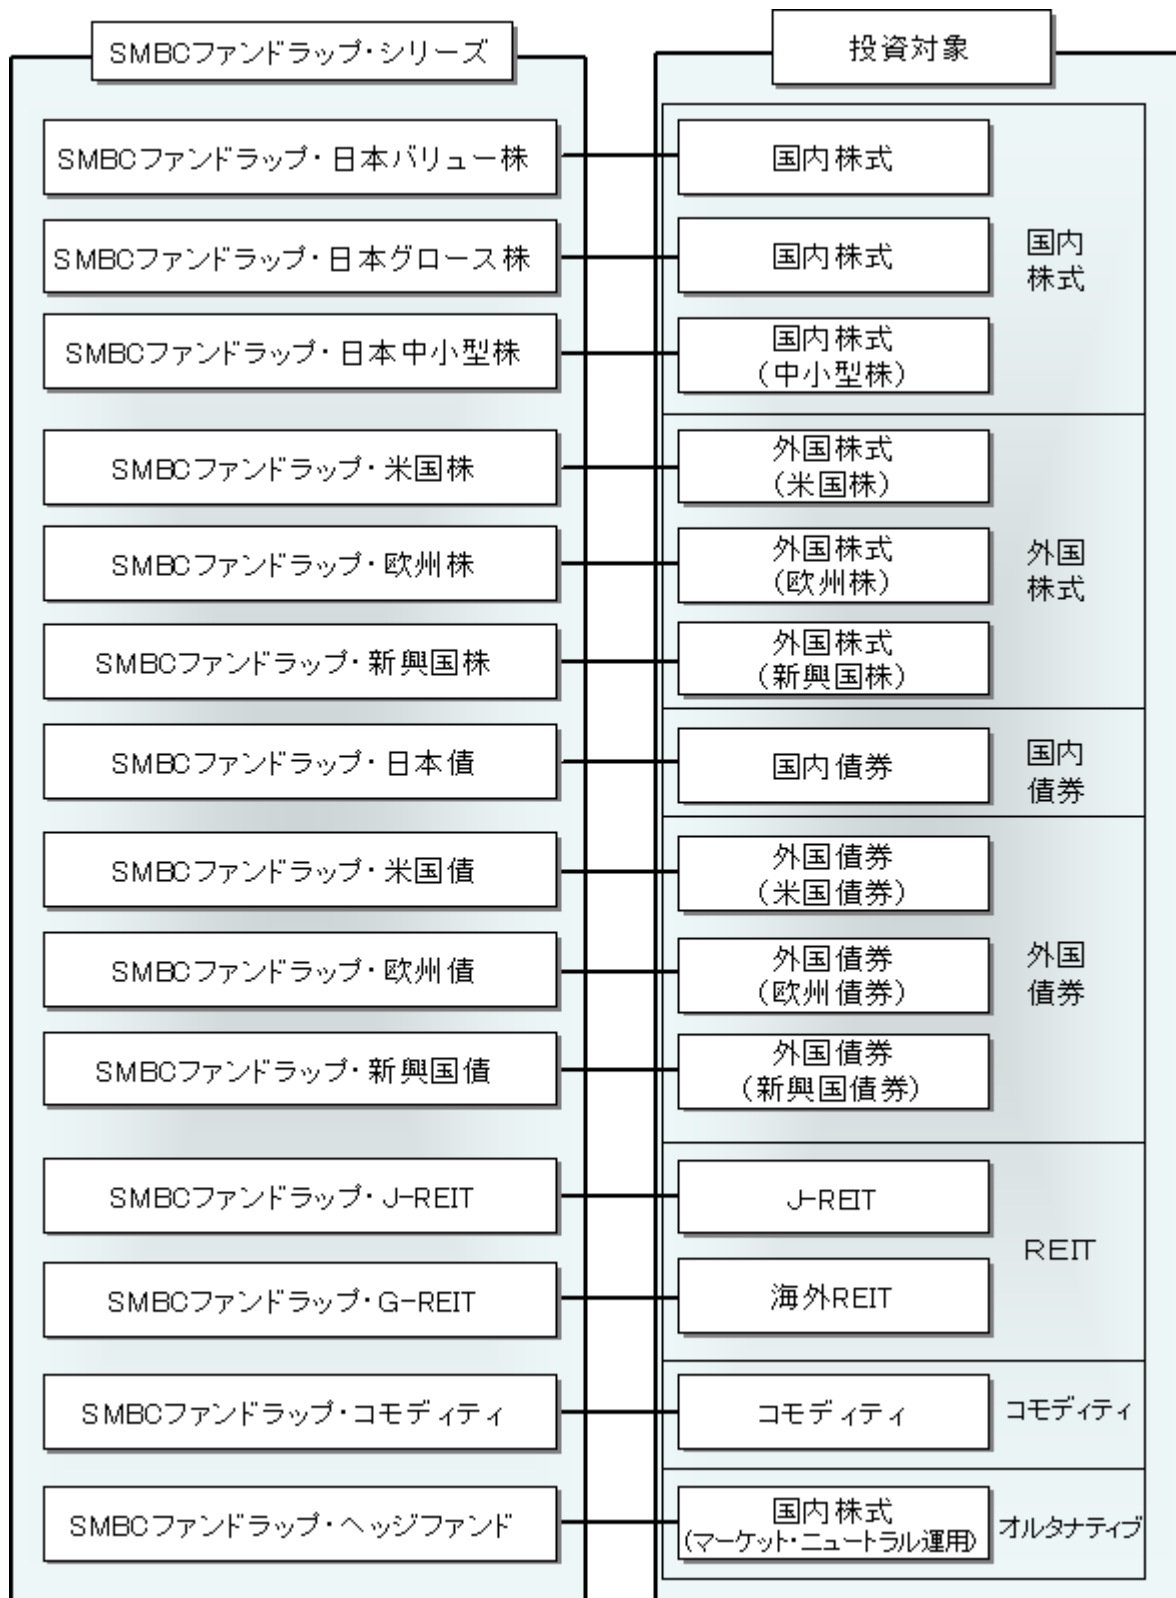 SMBCファンドラップ・シリーズ
投資対象
SMBCファンドラップ・日本バリュー株
国内株式
SMBCファンドラップ・日本グロース株
国内株式
国内
株式
SMBCファンドラップ・日本中小型株
国内株式
(中小型株)
SMBCファンドラップ・米国株
外国株式
(米国株)
SMBCファンドラップ・欧州株
外国株式
(欧州株)
外国
株式
SMBCファンドラップ・新興国株
外国株式
(新興国株)
SMBCファンドラップ・日本債
国内債券
国内
債券
SMBCファンドラップ・米国債
外国債券
(米国債券)
SMBCファンドラップ・欧州債
外国債券
(欧州債券)
外国
債券
SMBCファンドラップ・新興国債
外国債券
(新興国債券)
SMBCファンドラップ・J-REIT
J-REIT
REIT
SMBCファンドラップ・G-REIT
海外REIT
SMBCファンドラップ・コモディティ
コモディティ
コモディティ
SMBCファンドラップ・ヘッジファンド
国内株式
(マーケット・ニュートラル運用)
オルタナティブ